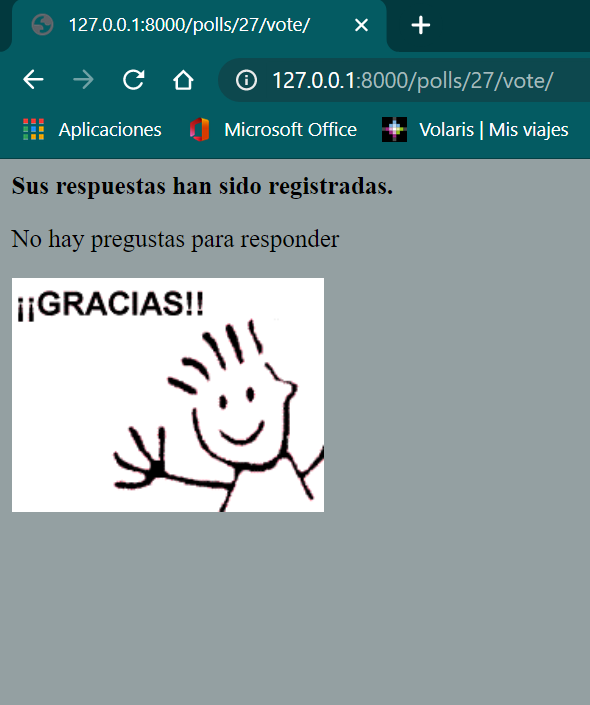 127.0.0.1:8000/polls/27/vote/
127.0.0.1:8000/polls/27/vote/
Aplicaciones Microsoft Office Volaris | Mis viajes
Sus respuestas han sido registradas.
No hay pregustas para responder
¡¡GRACIAS!!